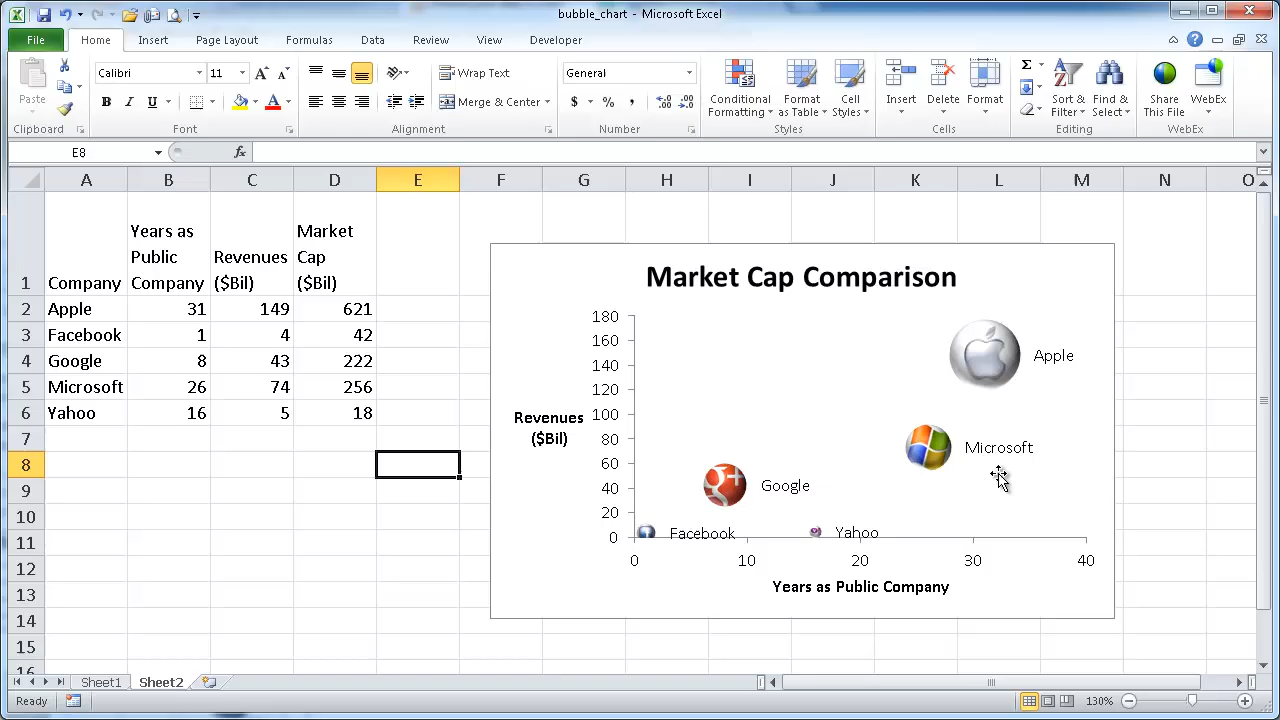 bubble_chart - Microsoft Excel
File Home Insert Page Layout Formulas Data Review View Developer
Paste
Calibri 11
B I U A
Wrap Text
Merge & Center
General
$ % ,
Conditional Formatting
Format as Table
Cell Styles
Insert Delete Format
Sort & Filter
Find & Select
Share This File
WebEx
Clipboard Font Alignment Number Styles Cells Editing WebEx
E8 fx
A B C D E F G H I J K L M N O
1 Company Years as Public Company Revenues ($Bil) Market Cap ($Bil)
2 Apple 31 149 621
3 Facebook 1 4 42
4 Google 8 43 222
5 Microsoft 26 74 256
6 Yahoo 16 5 18
7
8
9
10
11
12
13
14
15
16
Market Cap Comparison
180
160
140
120
100
80
60
40
20
0
Revenues
($Bil)
Apple
Microsoft
Google
Facebook
Yahoo
0 10 20 30 40
Years as Public Company
Sheet1 Sheet2
Ready 130%